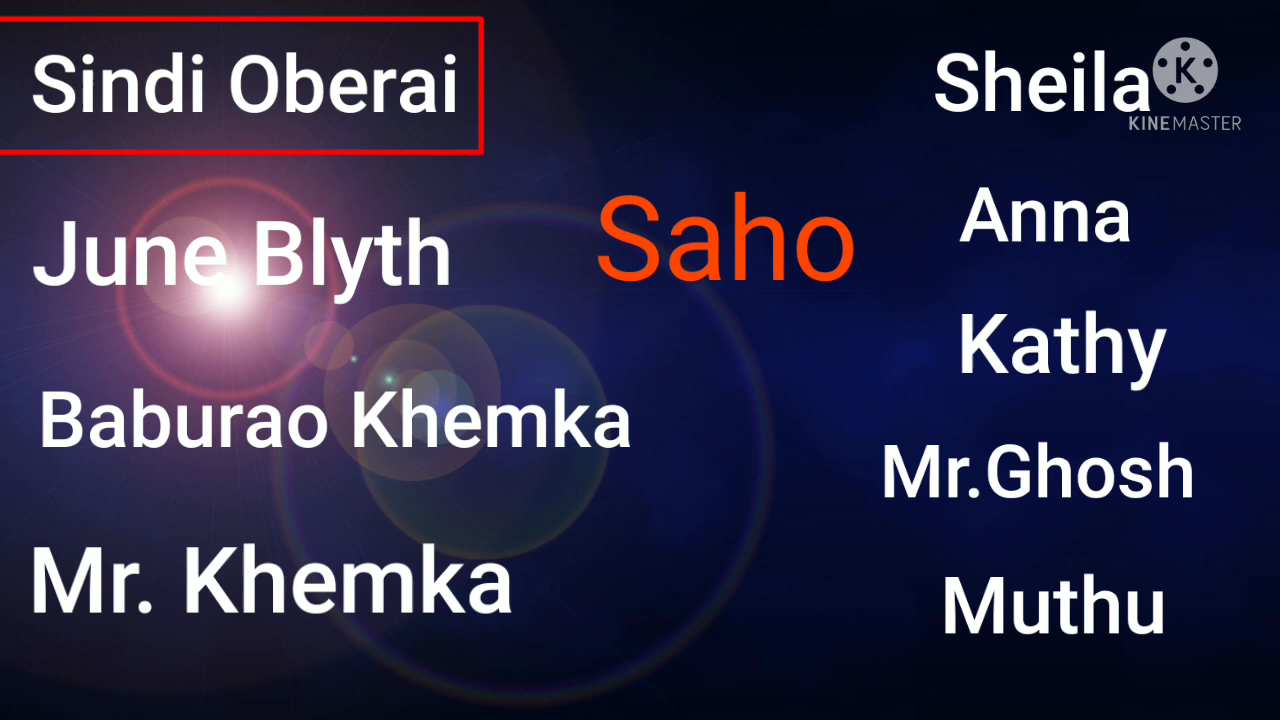 Sindi Oberai
June Blyth
Baburao Khemka
Mr. Khemka
Saho
Sheila
K
KINEMASTER
Anna
Kathy
Mr.Ghosh
Muthu